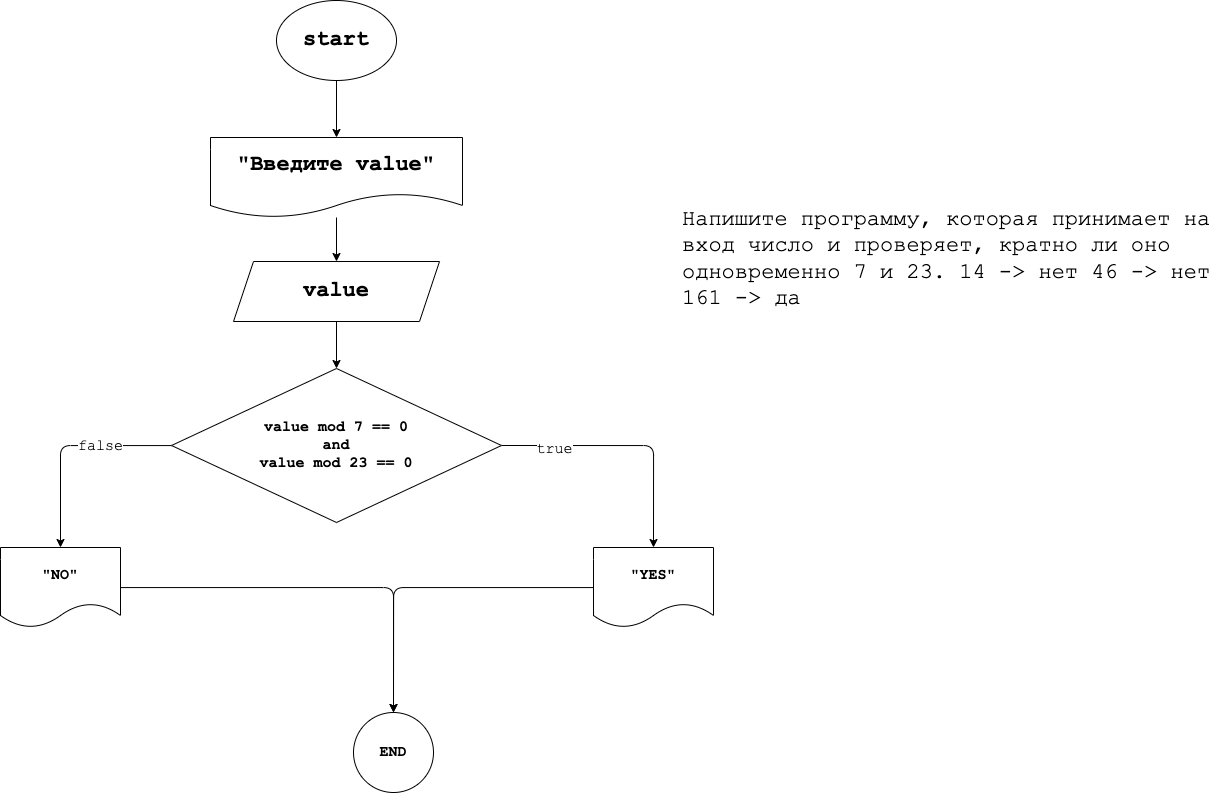 start
"Введите value"
value
value mod 7 == 0
and
value mod 23 == 0
false
true
"NO"
"YES"
END
Напишите программу, которая принимает на
вход число и проверяет, кратно ли оно
одновременно 7 и 23. 14 -> нет 46 -> нет
161 -> да